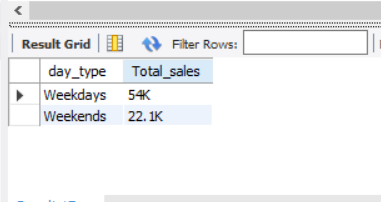 Result Grid Filter Rows:
day_type Total_sales
Weekdays 54K
Weekends 22.1K